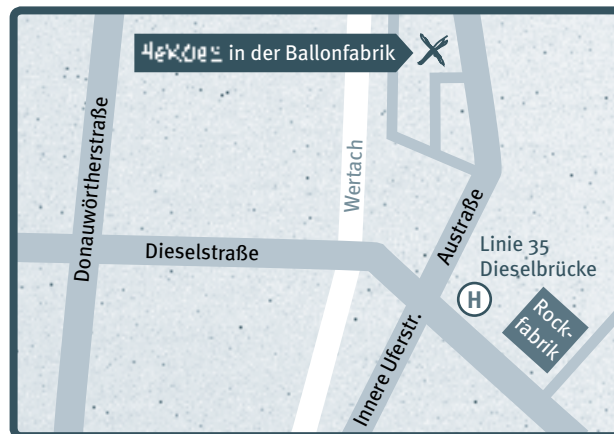 in der Ballonfabrik
Donauwörtherstraße
Wertach
Dieselstraße
Austraße
Linie 35
Dieselbrücke
H
Rock-
fabrik
Innere Uferstr.